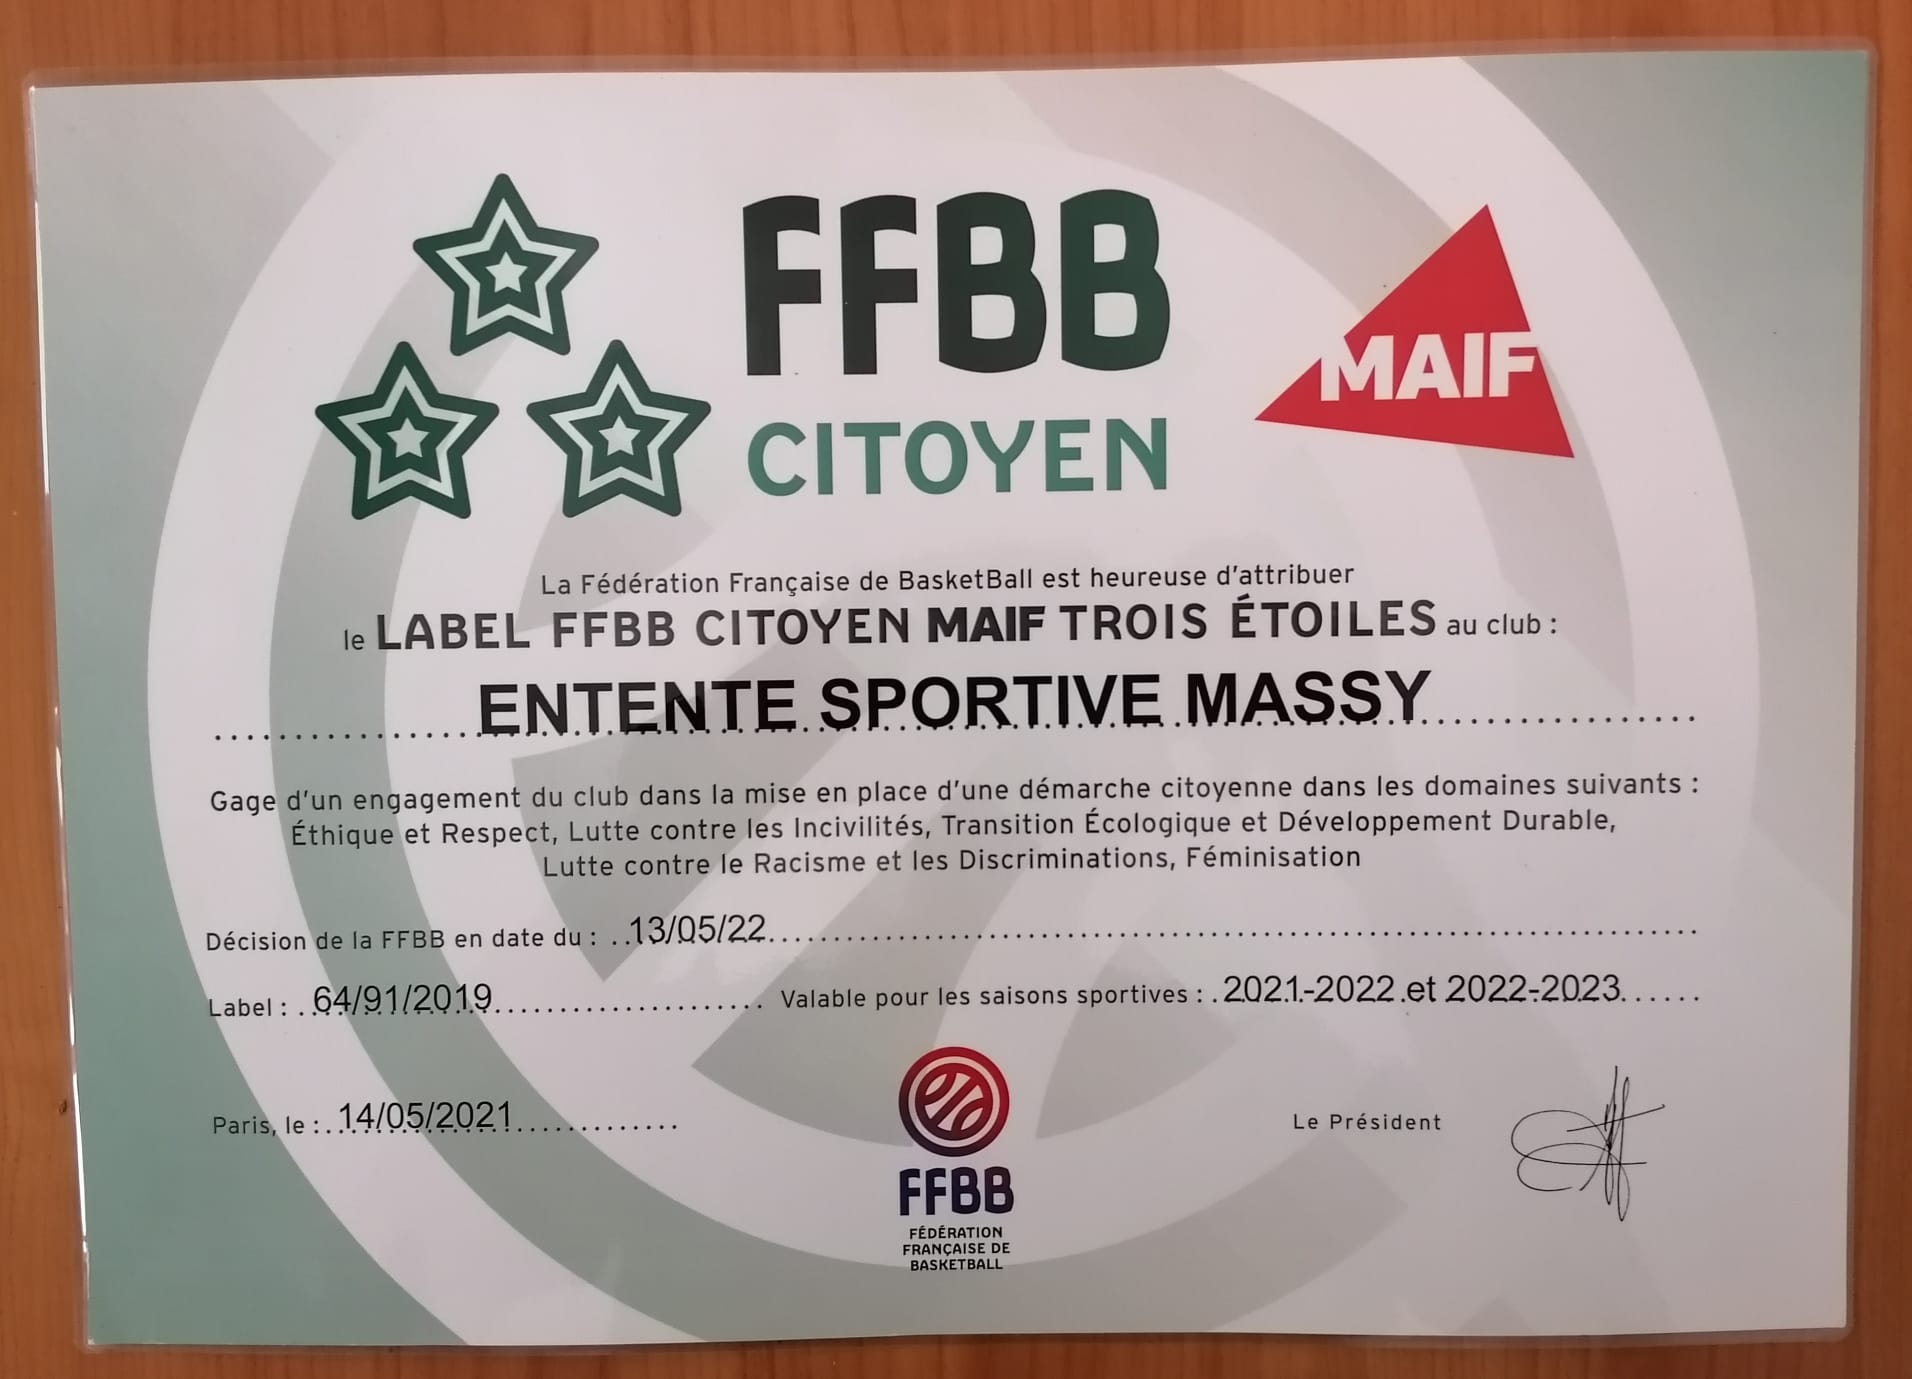 FFBB
CITOYEN
MAIF
La Fédération Française de BasketBall est heureuse d'attribuer
le LABEL FFBB CITOYEN MAIF TROIS ÉTOILES au club :
ENTENTE SPORTIVE MASSY
Gage d'un engagement du club dans la mise en place d'une démarche citoyenne dans les domaines suivants :
Éthique et Respect, Lutte contre les Incivilités, Transition Écologique et Développement Durable,
Lutte contre le Racisme et les Discriminations, Féminisation
Décision de la FFBB en date du : 13/05/22
Label : 64/91/2019 Valable pour les saisons sportives : 2021-2022 et 2022-2023
Paris, le : 14/05/2021
Le Président
FFBB
FÉDÉRATION
FRANÇAISE DE
BASKETBALL